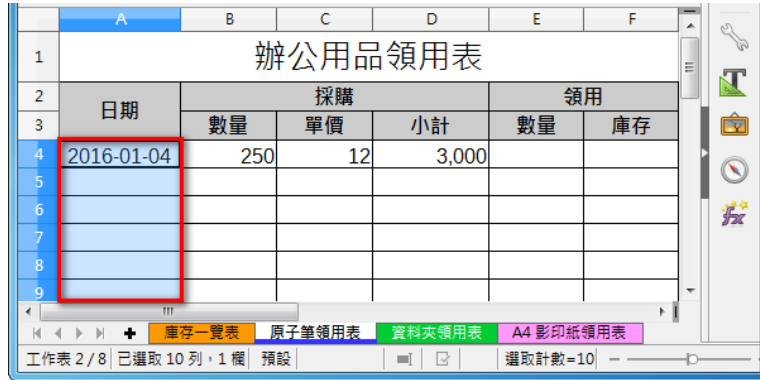 A B C D E F
1 辦公用品領用表
2 日期 採購 領用
3 數量 單價 小計 數量 庫存
4 2016-01-04 250 12 3,000
5
6
7
8
9
庫存一覽表 原子筆領用表 資料夾領用表 A4 影印紙領用表
工作表 2 / 8 已選取 10 列，1 欄 預設 選取計數=10